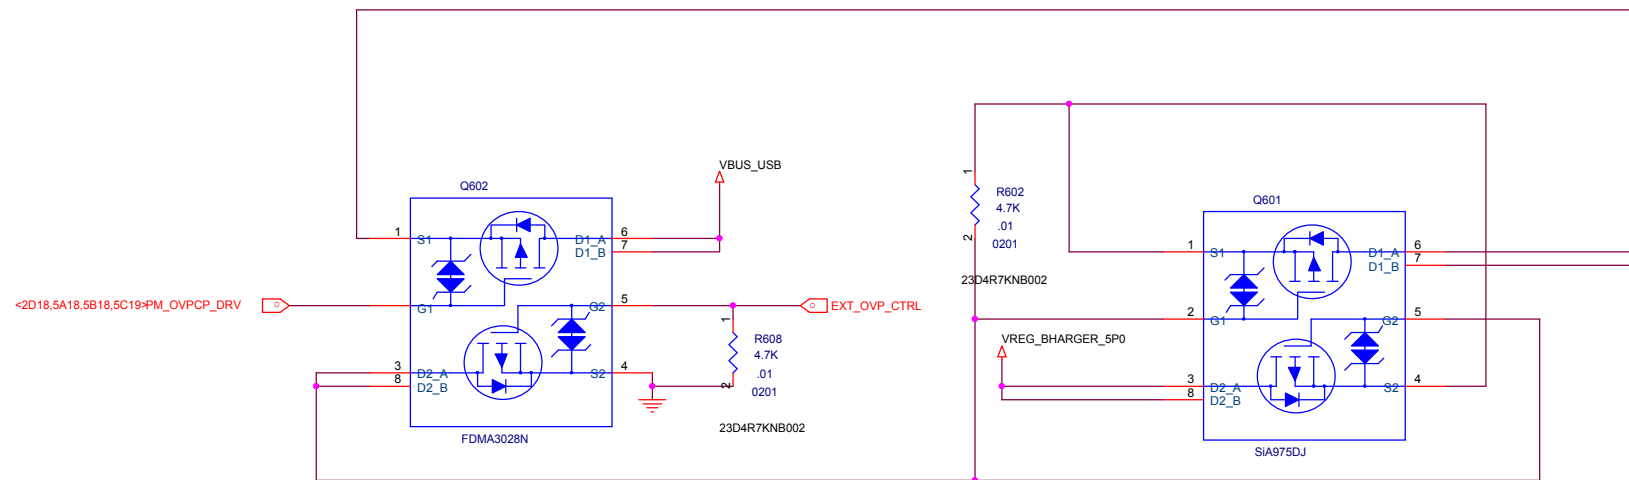 VBUS_USB
Q602
1
S1
D1_A
6
D1_B
7
<2D18,5A18,5B18,5C19>PM_OVPCP_DRV
G1
G2
5
EXT_OVP_CTRL
1
R608
4.7K
.01
0201
2
3
D2_A
8
D2_B
S2
4
FDMA3028N
23D4R7KNB002
1
R602
4.7K
.01
0201
2
23D4R7KNB002
Q601
1
S1
D1_A
6
D1_B
7
2
G1
G2
5
VREG_BHARGER_5P0
3
D2_A
8
D2_B
S2
4
SiA975DJ